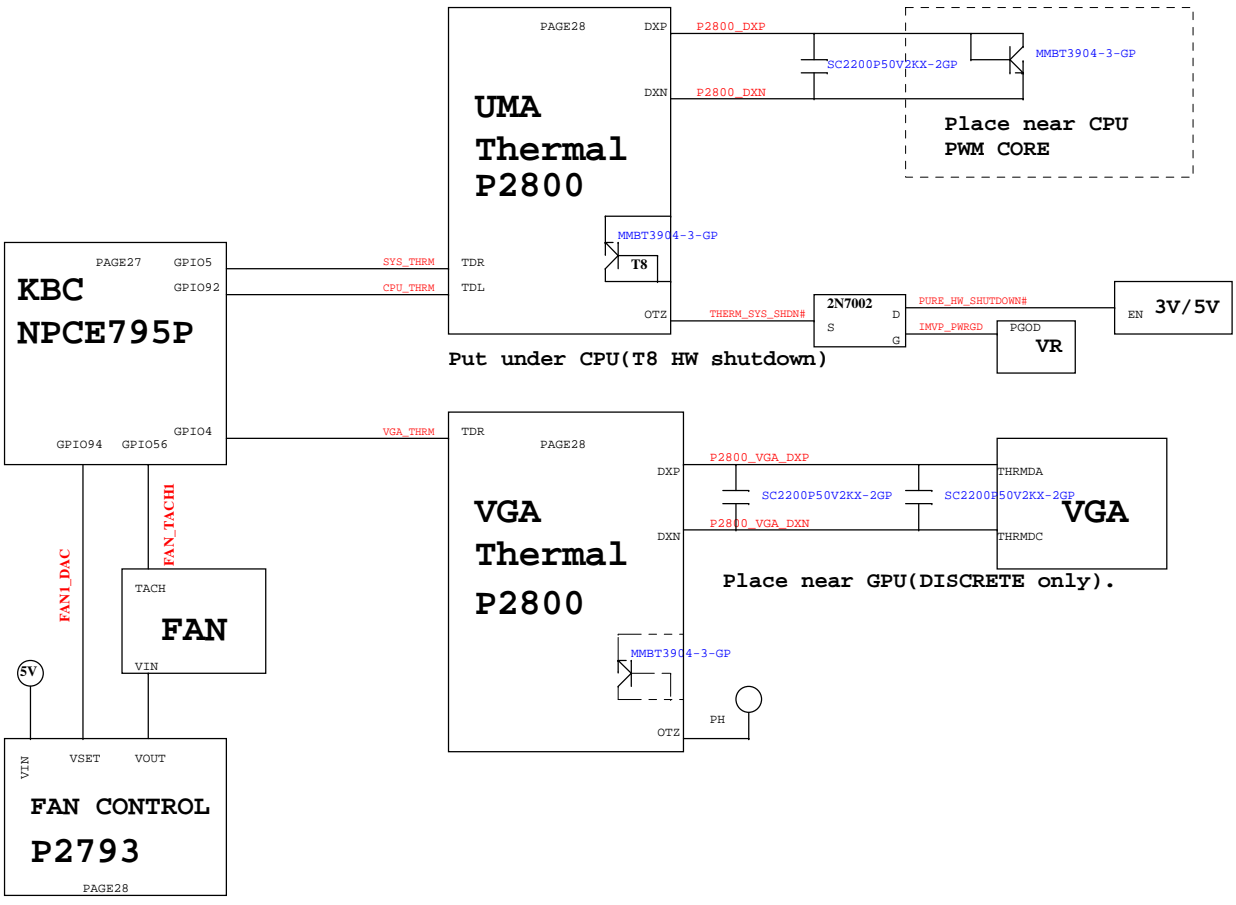 PAGE28
DXP
P2800_DXP
SC2200P50V2KX-2GP
MMBT3904-3-GP
DXN
P2800_DXN
UMA
Thermal
P2800
Place near CPU
PWM CORE
MMBT3904-3-GP
T8
PAGE27
GPIO5
SYS_THRM
TDR
GPIO92
CPU_THRM
TDL
KBC
NPCE795P
OTZ
THERM_SYS_SHDN#
2N7002
S
D
G
PURE_HW_SHUTDOWN#
IMVP_PWRGD
PGOD
VR
EN
3V/5V
Put under CPU(T8 HW shutdown)
GPIO4
VGA_THRM
TDR
PAGE28
GPIO94
GPIO56
DXP
P2800_VGA_DXP
THRMDA
SC2200P50V2KX-2GP
SC2200P50V2KX-2GP
VGA
DXN
P2800_VGA_DXN
THRMDC
VGA
Thermal
P2800
Place near GPU(DISCRETE only).
FAN1_DAC
FAN_TACH1
TACH
FAN
VIN
MMBT3904-3-GP
OTZ
PH
5V
VIN
VSET
VOUT
FAN CONTROL
P2793
PAGE28